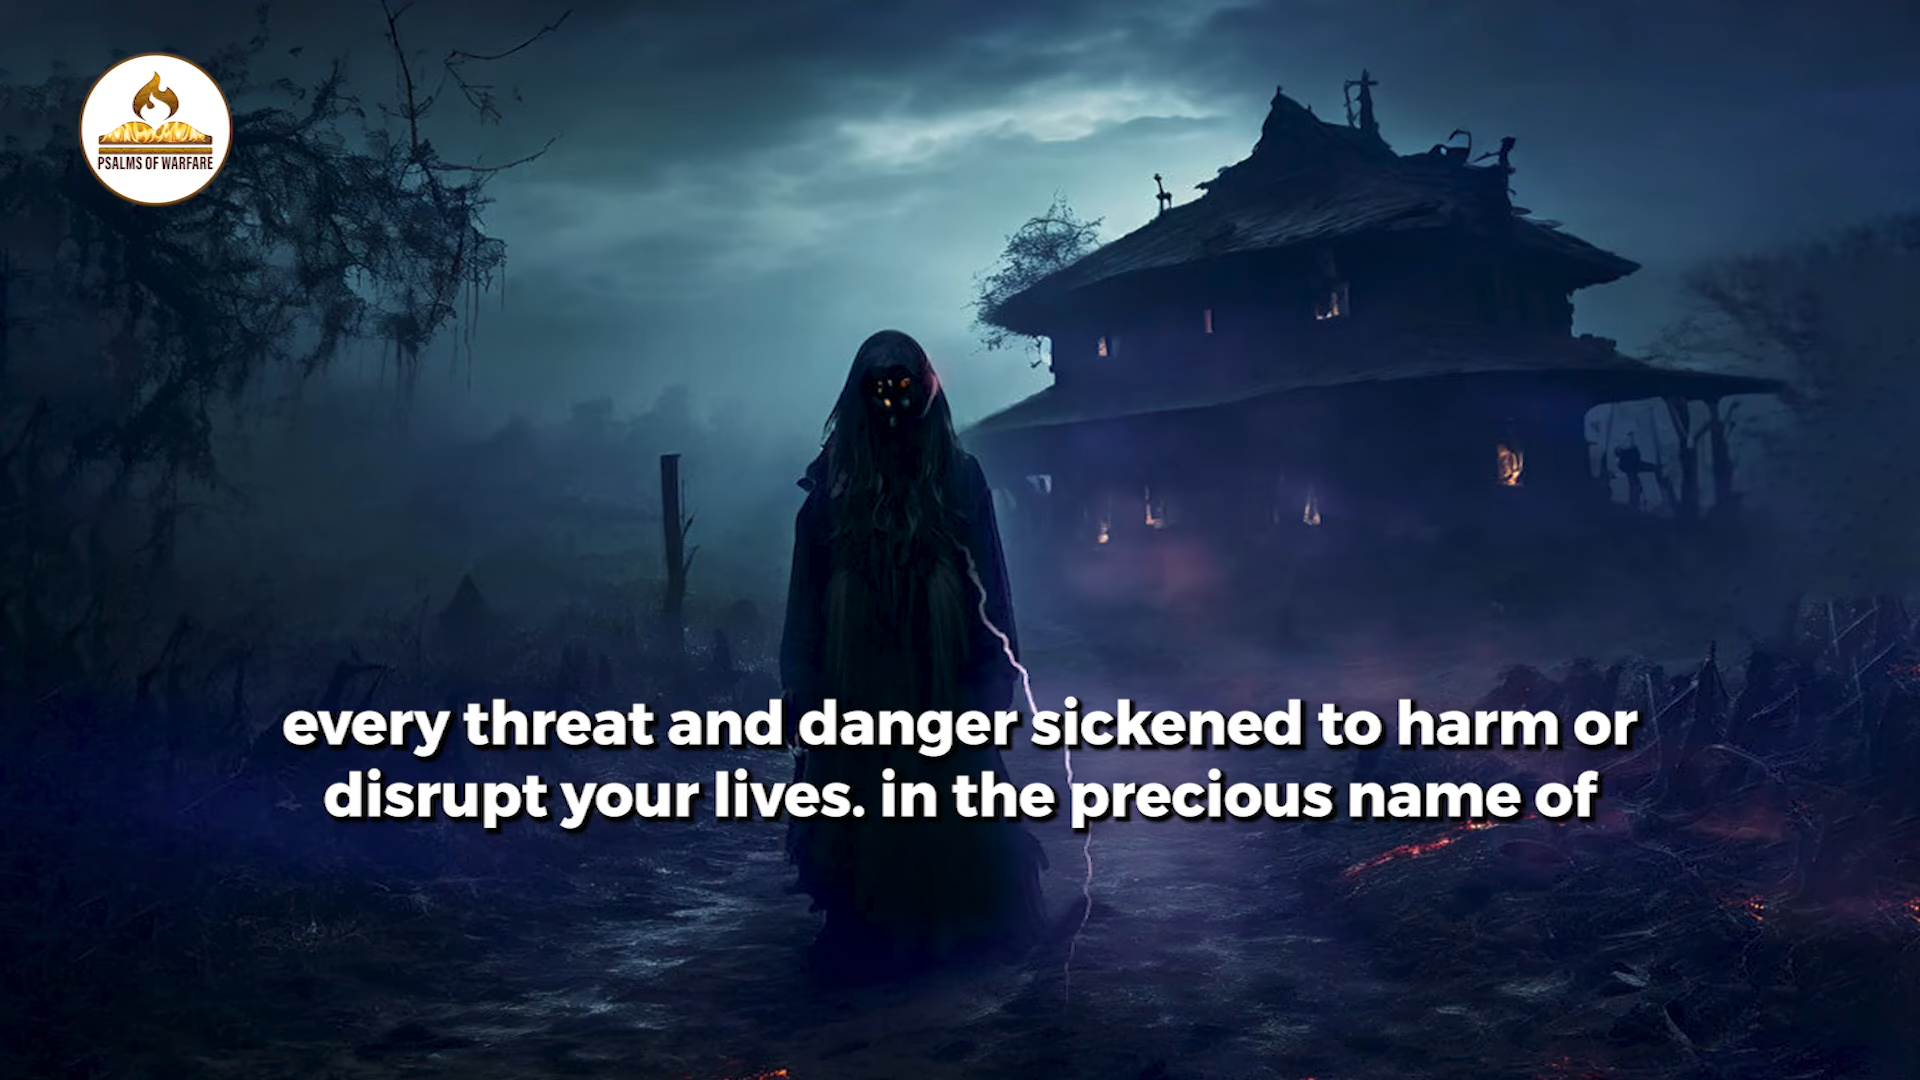 PSALMS OF WARFARE
every threat and danger sickened to harm or
disrupt your lives. in the precious name of